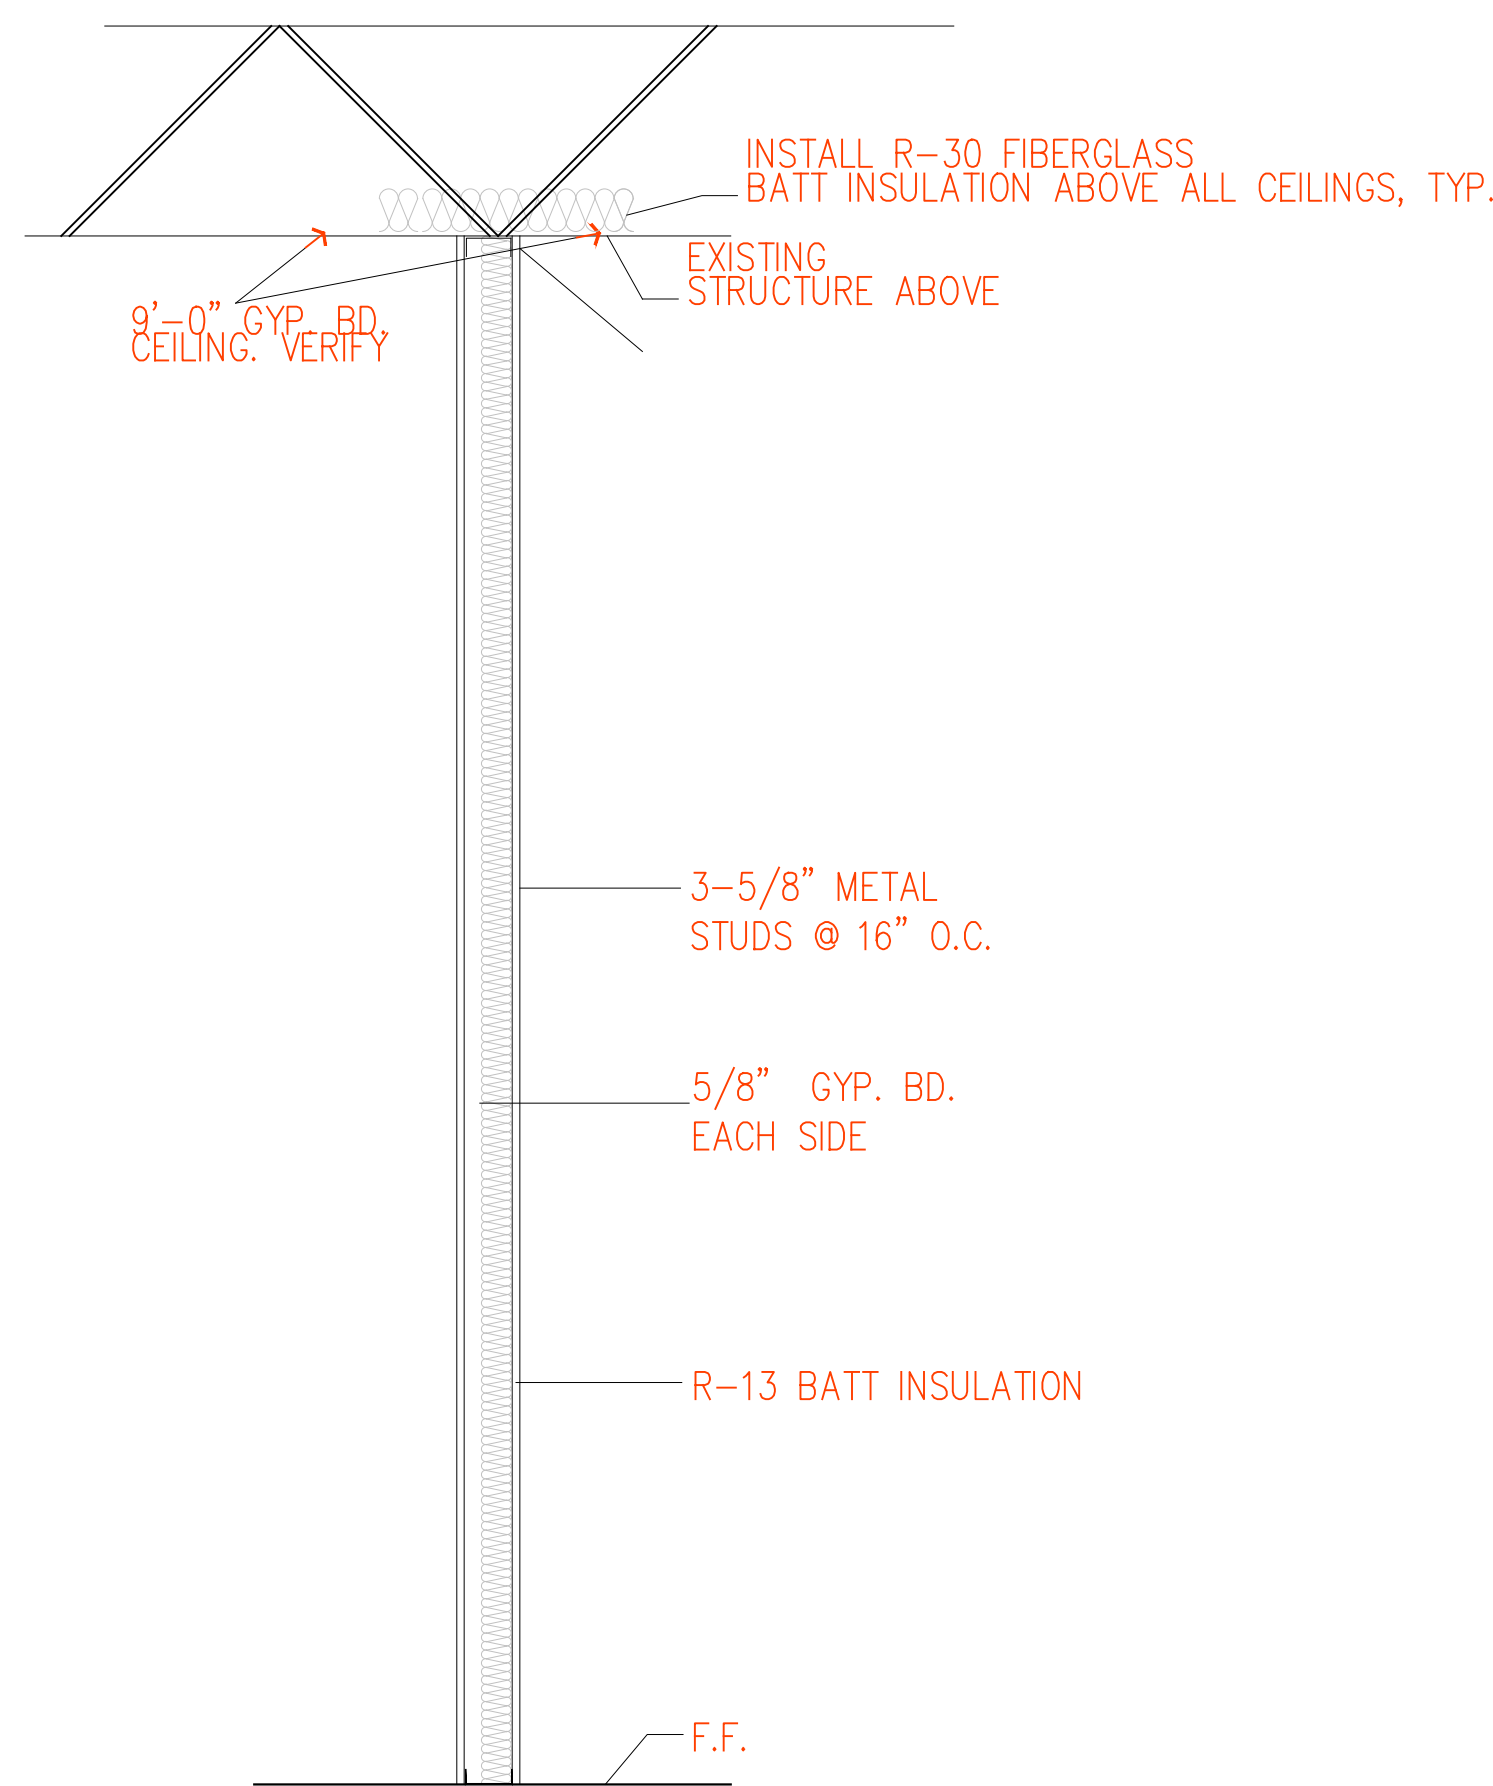 INSTALL R-30 FIBERGLASS
BATT INSULATION ABOVE ALL CEILINGS, TYP.
EXISTING
STRUCTURE ABOVE
9'-0" GYP. BD.
CEILING. VERIFY
3-5/8" METAL
STUDS @ 16" O.C.
5/8" GYP. BD.
EACH SIDE
R-13 BATT INSULATION
F.F.